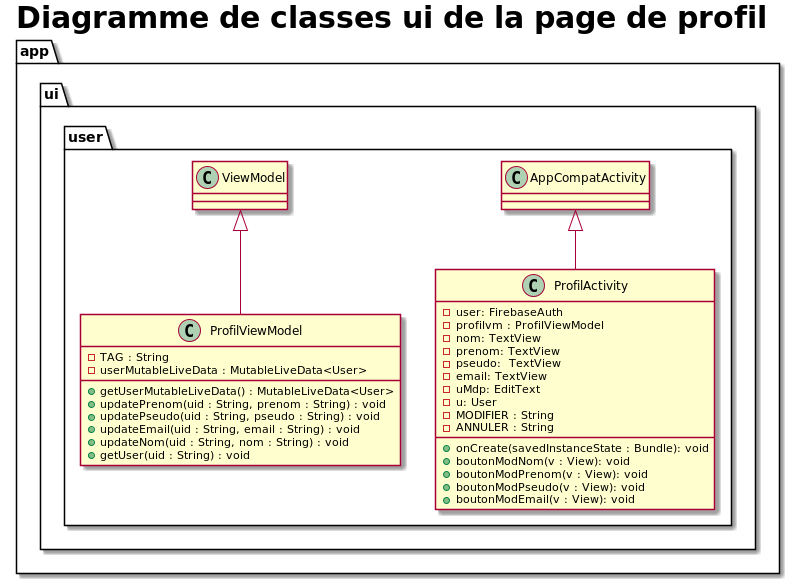 Diagramme de classes ui de la page de profil
app
ui
user
C ViewModel
C AppCompatActivity
C ProfilViewModel
TAG : String
userMutableLiveData : MutableLiveData<User>
getUserMutableLiveData() : MutableLiveData<User>
updatePrenom(uid : String, prenom : String) : void
updatePseudo(uid : String, pseudo : String) : void
updateEmail(uid : String, email : String) : void
updateNom(uid : String, nom : String) : void
getUser(uid : String) : void
C ProfilActivity
user: FirebaseAuth
profilvm : ProfilViewModel
nom: TextView
prenom: TextView
pseudo:  TextView
email: TextView
uMdp: EditText
u: User
MODIFIER : String
ANNULER : String
onCreate(savedInstanceState : Bundle): void
boutonModNom(v : View): void
boutonModPrenom(v : View): void
boutonModPseudo(v : View): void
boutonModEmail(v : View): void